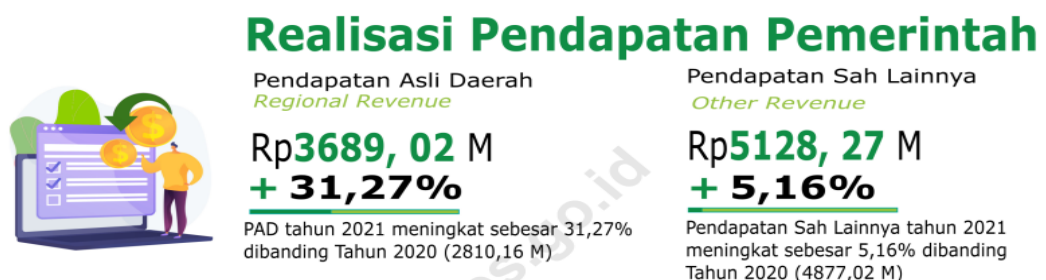 Realisasi Pendapatan Pemerintah
Pendapatan Asli Daerah
Regional Revenue
Rp3689, 02 M
+ 31,27%
PAD tahun 2021 meningkat sebesar 31,27%
dibanding Tahun 2020 (2810,16 M)
Pendapatan Sah Lainnya
Other Revenue
Rp5128, 27 M
+ 5,16%
Pendapatan Sah Lainnya tahun 2021
meningkat sebesar 5,16% dibanding
Tahun 2020 (4877,02 M)